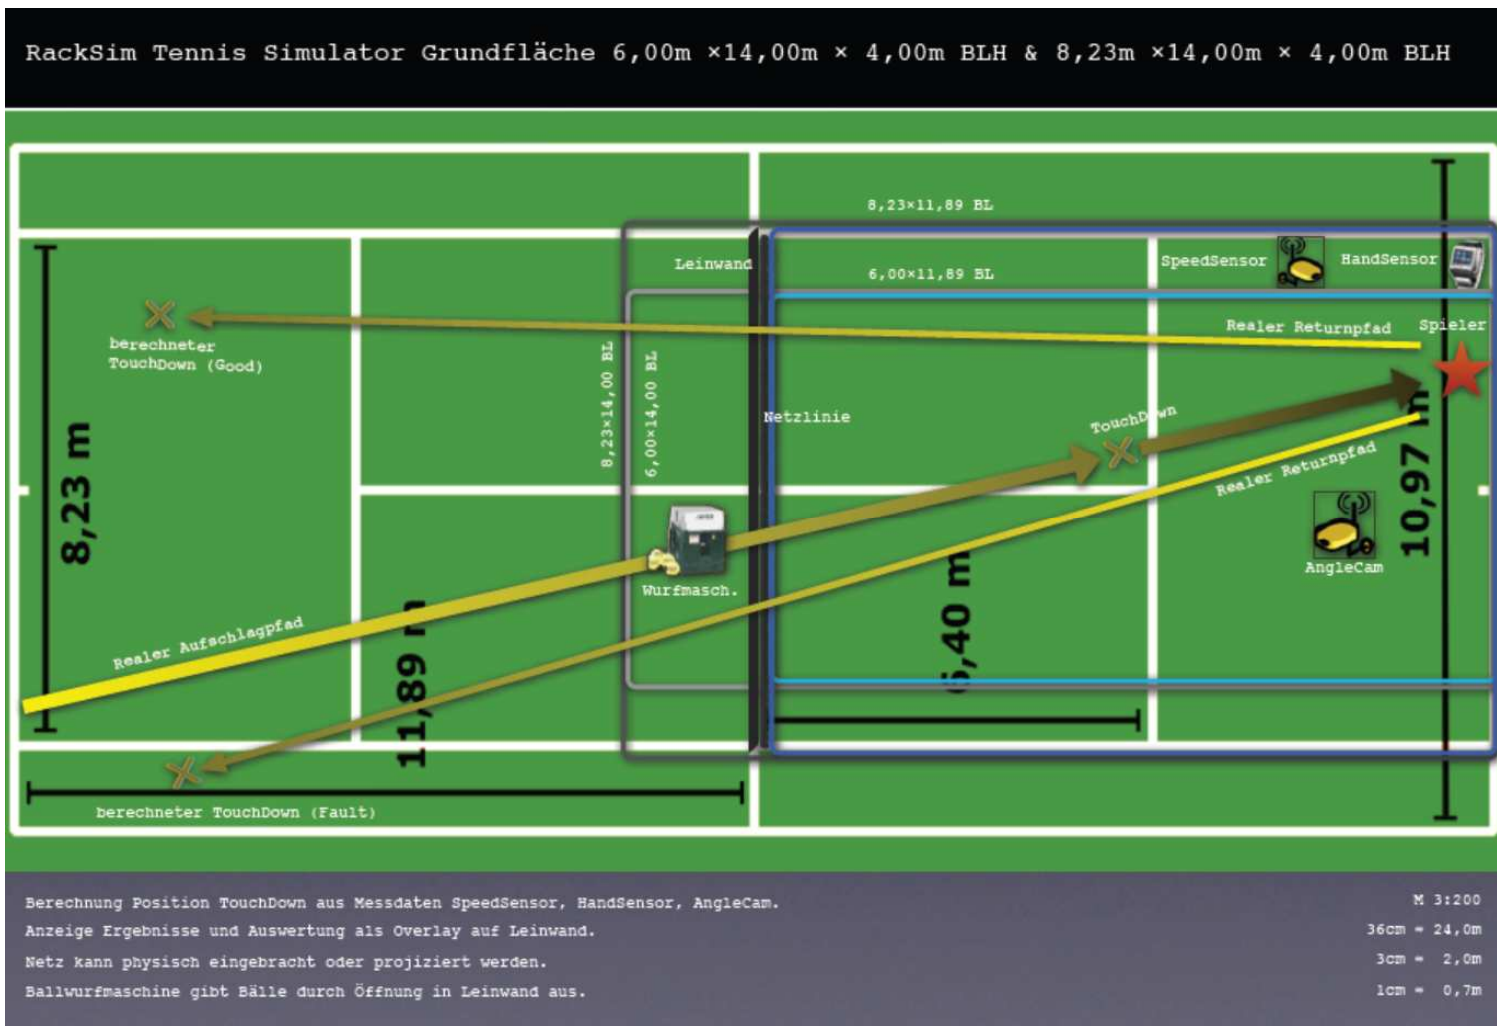 RackSim Tennis Simulator Grundfläche 6,00m ×14,00m × 4,00m BLH & 8,23m ×14,00m × 4,00m BLH
8,23×11,89 BL
Leinwand
6,00×11,89 BL
SpeedSensor
HandSensor
Realer Returnpfad
Spieler
berechneter
TouchDown (Good)
8,23×14,00 BL
6,00×14,00 BL
Netzlinie
TouchDown
Realer Returnpfad
8,23 m
10,97 m
Wurfmasch.
AngleCam
Realer Aufschlagpfad
11,89 m
6,40 m
berechneter TouchDown (Fault)
Berechnung Position TouchDown aus Messdaten SpeedSensor, HandSensor, AngleCam.
Anzeige Ergebnisse und Auswertung als Overlay auf Leinwand.
Netz kann physisch eingebracht oder projiziert werden.
Ballwurfmaschine gibt Bälle durch Öffnung in Leinwand aus.
M 3:200
36cm = 24,0m
3cm = 2,0m
1cm = 0,7m